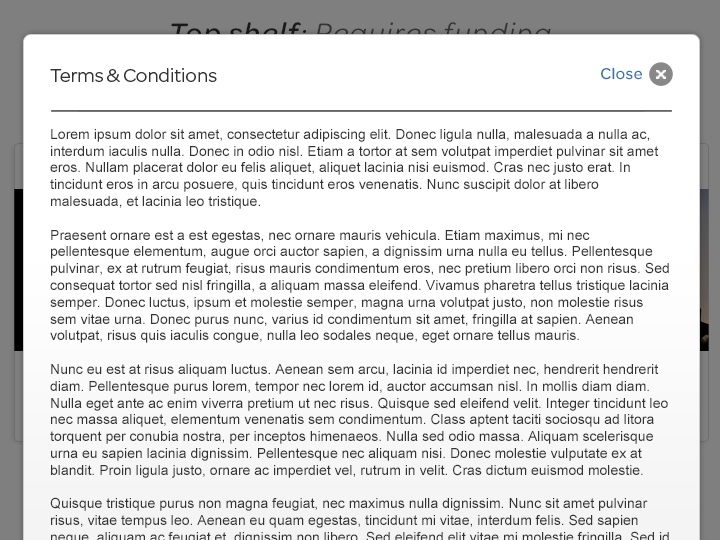 Top shelf: Requires funding
Terms & Conditions
Close
Lorem ipsum dolor sit amet, consectetur adipiscing elit. Donec ligula nulla, malesuada a nulla ac,
interdum iaculis nulla. Donec in odio nisl. Etiam a tortor at sem volutpat imperdiet pulvinar sit amet
eros. Nullam placerat dolor eu felis aliquet, aliquet lacinia nisi euismod. Cras nec justo erat. In
tincidunt eros in arcu posuere, quis tincidunt eros venenatis. Nunc suscipit dolor at libero
malesuada, et lacinia leo tristique.
Praesent ornare est a est egestas, nec ornare mauris vehicula. Etiam maximus, mi nec
pellentesque elementum, augue orci auctor sapien, a dignissim urna nulla eu tellus. Pellentesque
pulvinar, ex at rutrum feugiat, risus mauris condimentum eros, nec pretium libero orci non risus. Sed
consequat tortor sed nisl fringilla, a aliquam massa eleifend. Vivamus pharetra tellus tristique lacinia
semper. Donec luctus, ipsum et molestie semper, magna urna volutpat justo, non molestie risus
sem vitae urna. Donec purus nunc, varius id condimentum sit amet, fringilla at sapien. Aenean
volutpat, risus quis iaculis congue, nulla leo sodales neque, eget ornare tellus mauris.
Nunc eu est at risus aliquam luctus. Aenean sem arcu, lacinia id imperdiet nec, hendrerit hendrerit
diam. Pellentesque purus lorem, tempor nec lorem id, auctor accumsan nisl. In mollis diam diam.
Nulla eget ante ac enim viverra pretium ut nec risus. Quisque sed eleifend velit. Integer tincidunt leo
nec massa aliquet, elementum venenatis sem condimentum. Class aptent taciti sociosqu ad litora
torquent per conubia nostra, per inceptos himenaeos. Nulla sed odio massa. Aliquam scelerisque
urna eu sapien lacinia dignissim. Pellentesque nec aliquam nisi. Donec molestie vulputate ex at
blandit. Proin ligula justo, ornare ac imperdiet vel, rutrum in velit. Cras dictum euismod molestie.
Quisque tristique purus non magna feugiat, nec maximus nulla dignissim. Nunc sit amet pulvinar
risus, vitae tempus leo. Aenean eu quam egestas, tincidunt mi vitae, interdum felis. Sed sapien
neque, aliquam ac feugiat et, dignissim non libero. Sed eleifend elit vitae mi molestie fringilla. Sed id